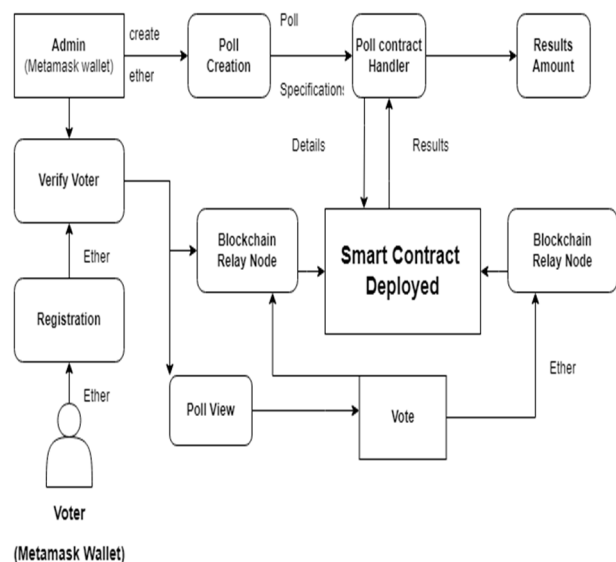 Admin
(Metamask wallet)
create
ether
Poll
Creation
Poll
Specifications
Poll contract
Handler
Results
Amount
Details
Results
Verify Voter
Ether
Registration
Ether
Voter
(Metamask Wallet)
Blockchain
Relay Node
Smart Contract
Deployed
Blockchain
Relay Node
Poll View
Vote
Ether